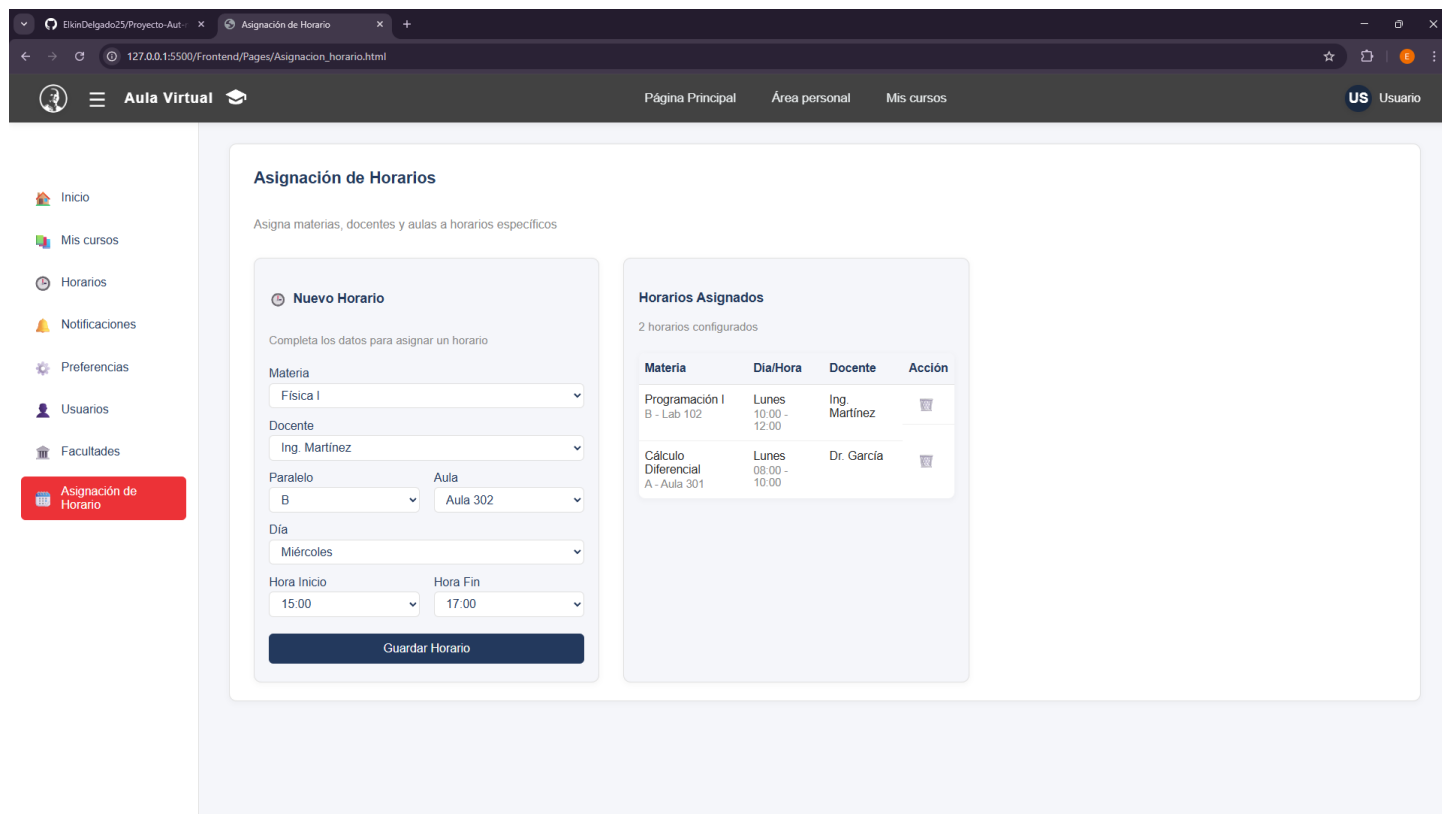 ElkinDelgado25/Proyecto-Aut-r
Asignación de Horario
127.0.0.1:5500/Frontend/Pages/Asignacion_horario.html
E
Aula Virtual
Página Principal
Área personal
Mis cursos
US
Usuario
Inicio
Mis cursos
Horarios
Notificaciones
Preferencias
Usuarios
Facultades
Asignación de
Horario
Asignación de Horarios
Asigna materias, docentes y aulas a horarios específicos
Nuevo Horario
Completa los datos para asignar un horario
Materia
Física I
Docente
Ing. Martínez
Paralelo
Aula
B
Aula 302
Día
Miércoles
Hora Inicio
Hora Fin
15:00
17:00
Guardar Horario
Horarios Asignados
2 horarios configurados
Materia
Dia/Hora
Docente
Acción
Programación I
B - Lab 102
Lunes
10:00 -
12:00
Ing.
Martínez
Cálculo
Diferencial
A - Aula 301
Lunes
08:00 -
10:00
Dr. García